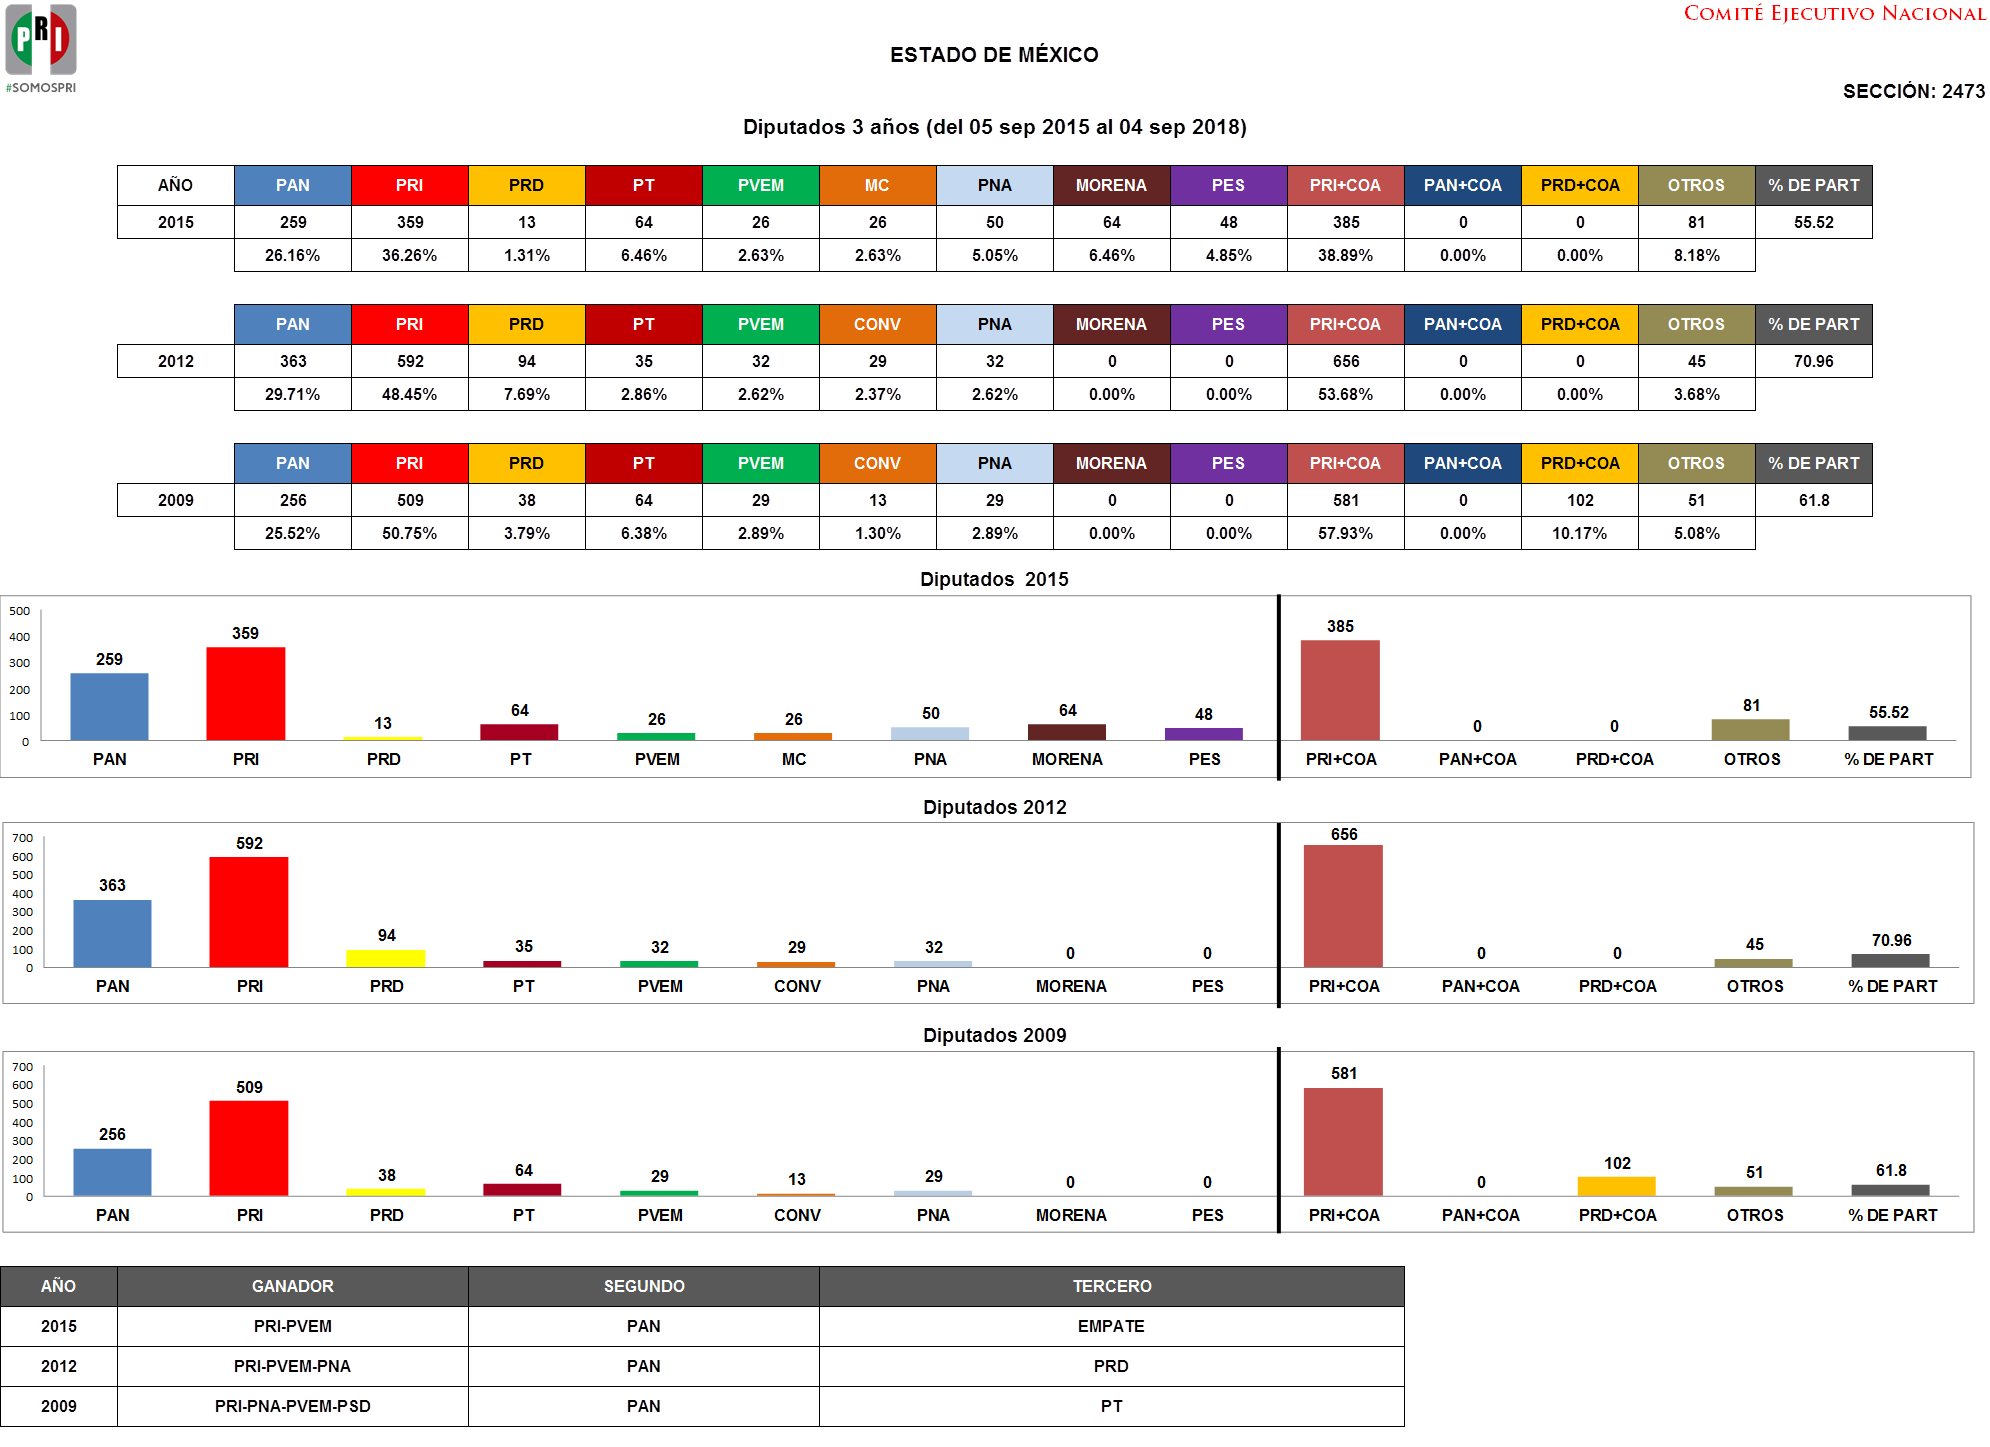 PRI
#SOMOSPRI
COMITÉ EJECUTIVO NACIONAL
ESTADO DE MÉXICO
SECCIÓN: 2473
Diputados 3 años (del 05 sep 2015 al 04 sep 2018)
AÑO PAN PRI PRD PT PVEM MC PNA MORENA PES PRI+COA PAN+COA PRD+COA OTROS % DE PART
2015 259 359 13 64 26 26 50 64 48 385 0 0 81 55.52
26.16% 36.26% 1.31% 6.46% 2.63% 2.63% 5.05% 6.46% 4.85% 38.89% 0.00% 0.00% 8.18%
PAN PRI PRD PT PVEM CONV PNA MORENA PES PRI+COA PAN+COA PRD+COA OTROS % DE PART
2012 363 592 94 35 32 29 32 0 0 656 0 0 45 70.96
29.71% 48.45% 7.69% 2.86% 2.62% 2.37% 2.62% 0.00% 0.00% 53.68% 0.00% 0.00% 3.68%
PAN PRI PRD PT PVEM CONV PNA MORENA PES PRI+COA PAN+COA PRD+COA OTROS % DE PART
2009 256 509 38 64 29 13 29 0 0 581 0 102 51 61.8
25.52% 50.75% 3.79% 6.38% 2.89% 1.30% 2.89% 0.00% 0.00% 57.93% 0.00% 10.17% 5.08%
Diputados 2015
500
400
300
200
100
0
259 359 13 64 26 26 50 64 48 385 0 0 81 55.52
PAN PRI PRD PT PVEM MC PNA MORENA PES PRI+COA PAN+COA PRD+COA OTROS % DE PART
Diputados 2012
700
600
500
400
300
200
100
0
363 592 94 35 32 29 32 0 0 656 0 0 45 70.96
PAN PRI PRD PT PVEM CONV PNA MORENA PES PRI+COA PAN+COA PRD+COA OTROS % DE PART
Diputados 2009
700
600
500
400
300
200
100
0
256 509 38 64 29 13 29 0 0 581 0 102 51 61.8
PAN PRI PRD PT PVEM CONV PNA MORENA PES PRI+COA PAN+COA PRD+COA OTROS % DE PART
AÑO GANADOR SEGUNDO TERCERO
2015 PRI-PVEM PAN EMPATE
2012 PRI-PVEM-PNA PAN PRD
2009 PRI-PNA-PVEM-PSD PAN PT